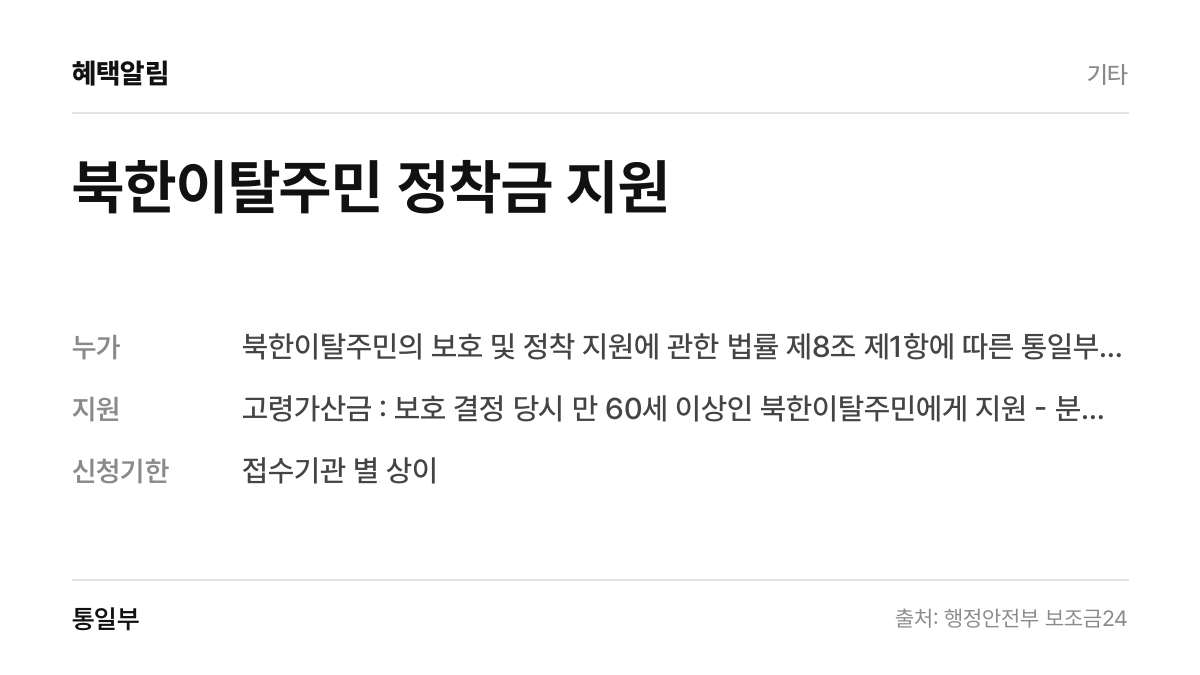 혜택알림
기타
북한이탈주민 정착금 지원
누가
북한이탈주민의 보호 및 정착 지원에 관한 법률 제8조 제1항에 따른 통일부...
지원
고령가산금 : 보호 결정 당시 만 60세 이상인 북한이탈주민에게 지원 - 분...
신청기한
접수기관 별 상이
통일부
출처: 행정안전부 보조금24